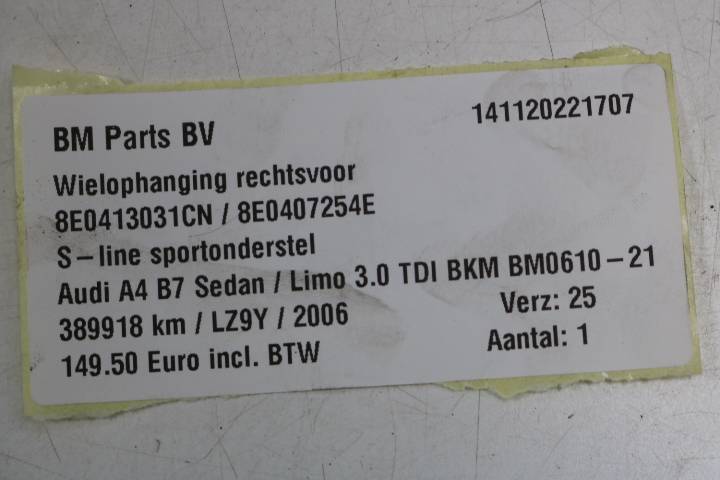 BM Parts BV 141120221707
Wielophanging rechtsvoor
8E0413031CN / 8E0407254E
S-line sportonderstel
Audi A4 B7 Sedan / Limo 3.0 TDI BKM BM0610-21
389918 km / LZ9Y / 2006 Verz: 25
149.50 Euro incl. BTW Aantal: 1